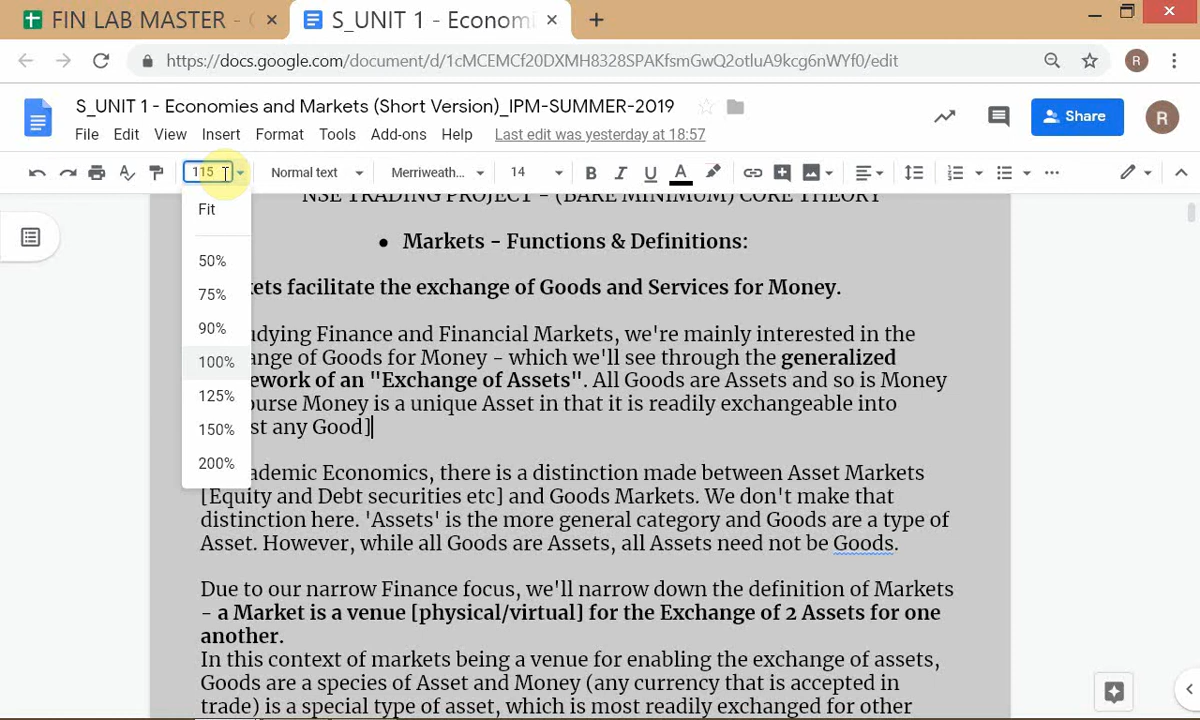 FIN LAB MASTER -
S_UNIT 1 - Economi
https://docs.google.com/document/d/1cMCEMCf20DXMH8328SPAKfsmGwQ2otluA9kcg6nWYf0/edit
R
S_UNIT 1 - Economies and Markets (Short Version)_IPM-SUMMER-2019
File Edit View Insert Format Tools Add-ons Help Last edit was yesterday at 18:57
Share
R
115 Normal text Merriweath... 14 B I U A
Fit
50%
75%
90%
100%
125%
150%
200%
NSE TRADING PROJECT - (BARE MINIMUM) CORE THEORY
● Markets - Functions & Definitions:
kets facilitate the exchange of Goods and Services for Money.
udying Finance and Financial Markets, we're mainly interested in the
ange of Goods for Money - which we'll see through the generalized
ework of an "Exchange of Assets". All Goods are Assets and so is Money
ourse Money is a unique Asset in that it is readily exchangeable into
st any Good]
ademic Economics, there is a distinction made between Asset Markets
[Equity and Debt securities etc] and Goods Markets. We don't make that
distinction here. 'Assets' is the more general category and Goods are a type of
Asset. However, while all Goods are Assets, all Assets need not be Goods.
Due to our narrow Finance focus, we'll narrow down the definition of Markets
- a Market is a venue [physical/virtual] for the Exchange of 2 Assets for one
another.
In this context of markets being a venue for enabling the exchange of assets,
Goods are a species of Asset and Money (any currency that is accepted in
trade) is a special type of asset, which is most readily exchanged for other